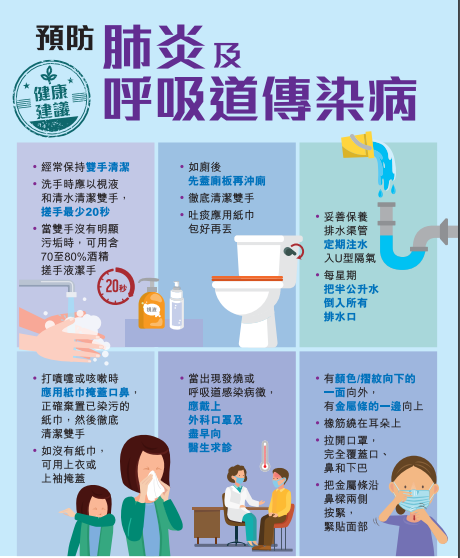 預防 肺炎及
呼吸道傳染病
健康
建議
• 經常保持雙手清潔
• 洗手時應以梘液
和清水清潔雙手，
搓手最少20秒
• 當雙手沒有明顯
污垢時，可用含
70至80%酒精
搓手液潔手
20秒
梘液
• 如廁後
先蓋廁板再沖廁
• 徹底清潔雙手
• 吐痰應用紙巾
包好再丟
• 妥善保養
排水渠管
定期注水
入U型隔氣
• 每星期
把半公升水
倒入所有
排水口
• 打噴嚏或咳嗽時
應用紙巾掩蓋口鼻，
正確棄置已染污的
紙巾，然後徹底
清潔雙手
• 如沒有紙巾，
可用上衣或
上袖掩蓋
• 當出現發燒或
呼吸道感染病徵，
應戴上
外科口罩及
盡早向
醫生求診
• 有顏色/摺紋向下的
一面向外，
有金屬條的一邊向上
• 橡筋繞在耳朵上
• 拉開口罩，
完全覆蓋口、
鼻和下巴
• 把金屬條沿
鼻樑兩側
按緊，
緊貼面部